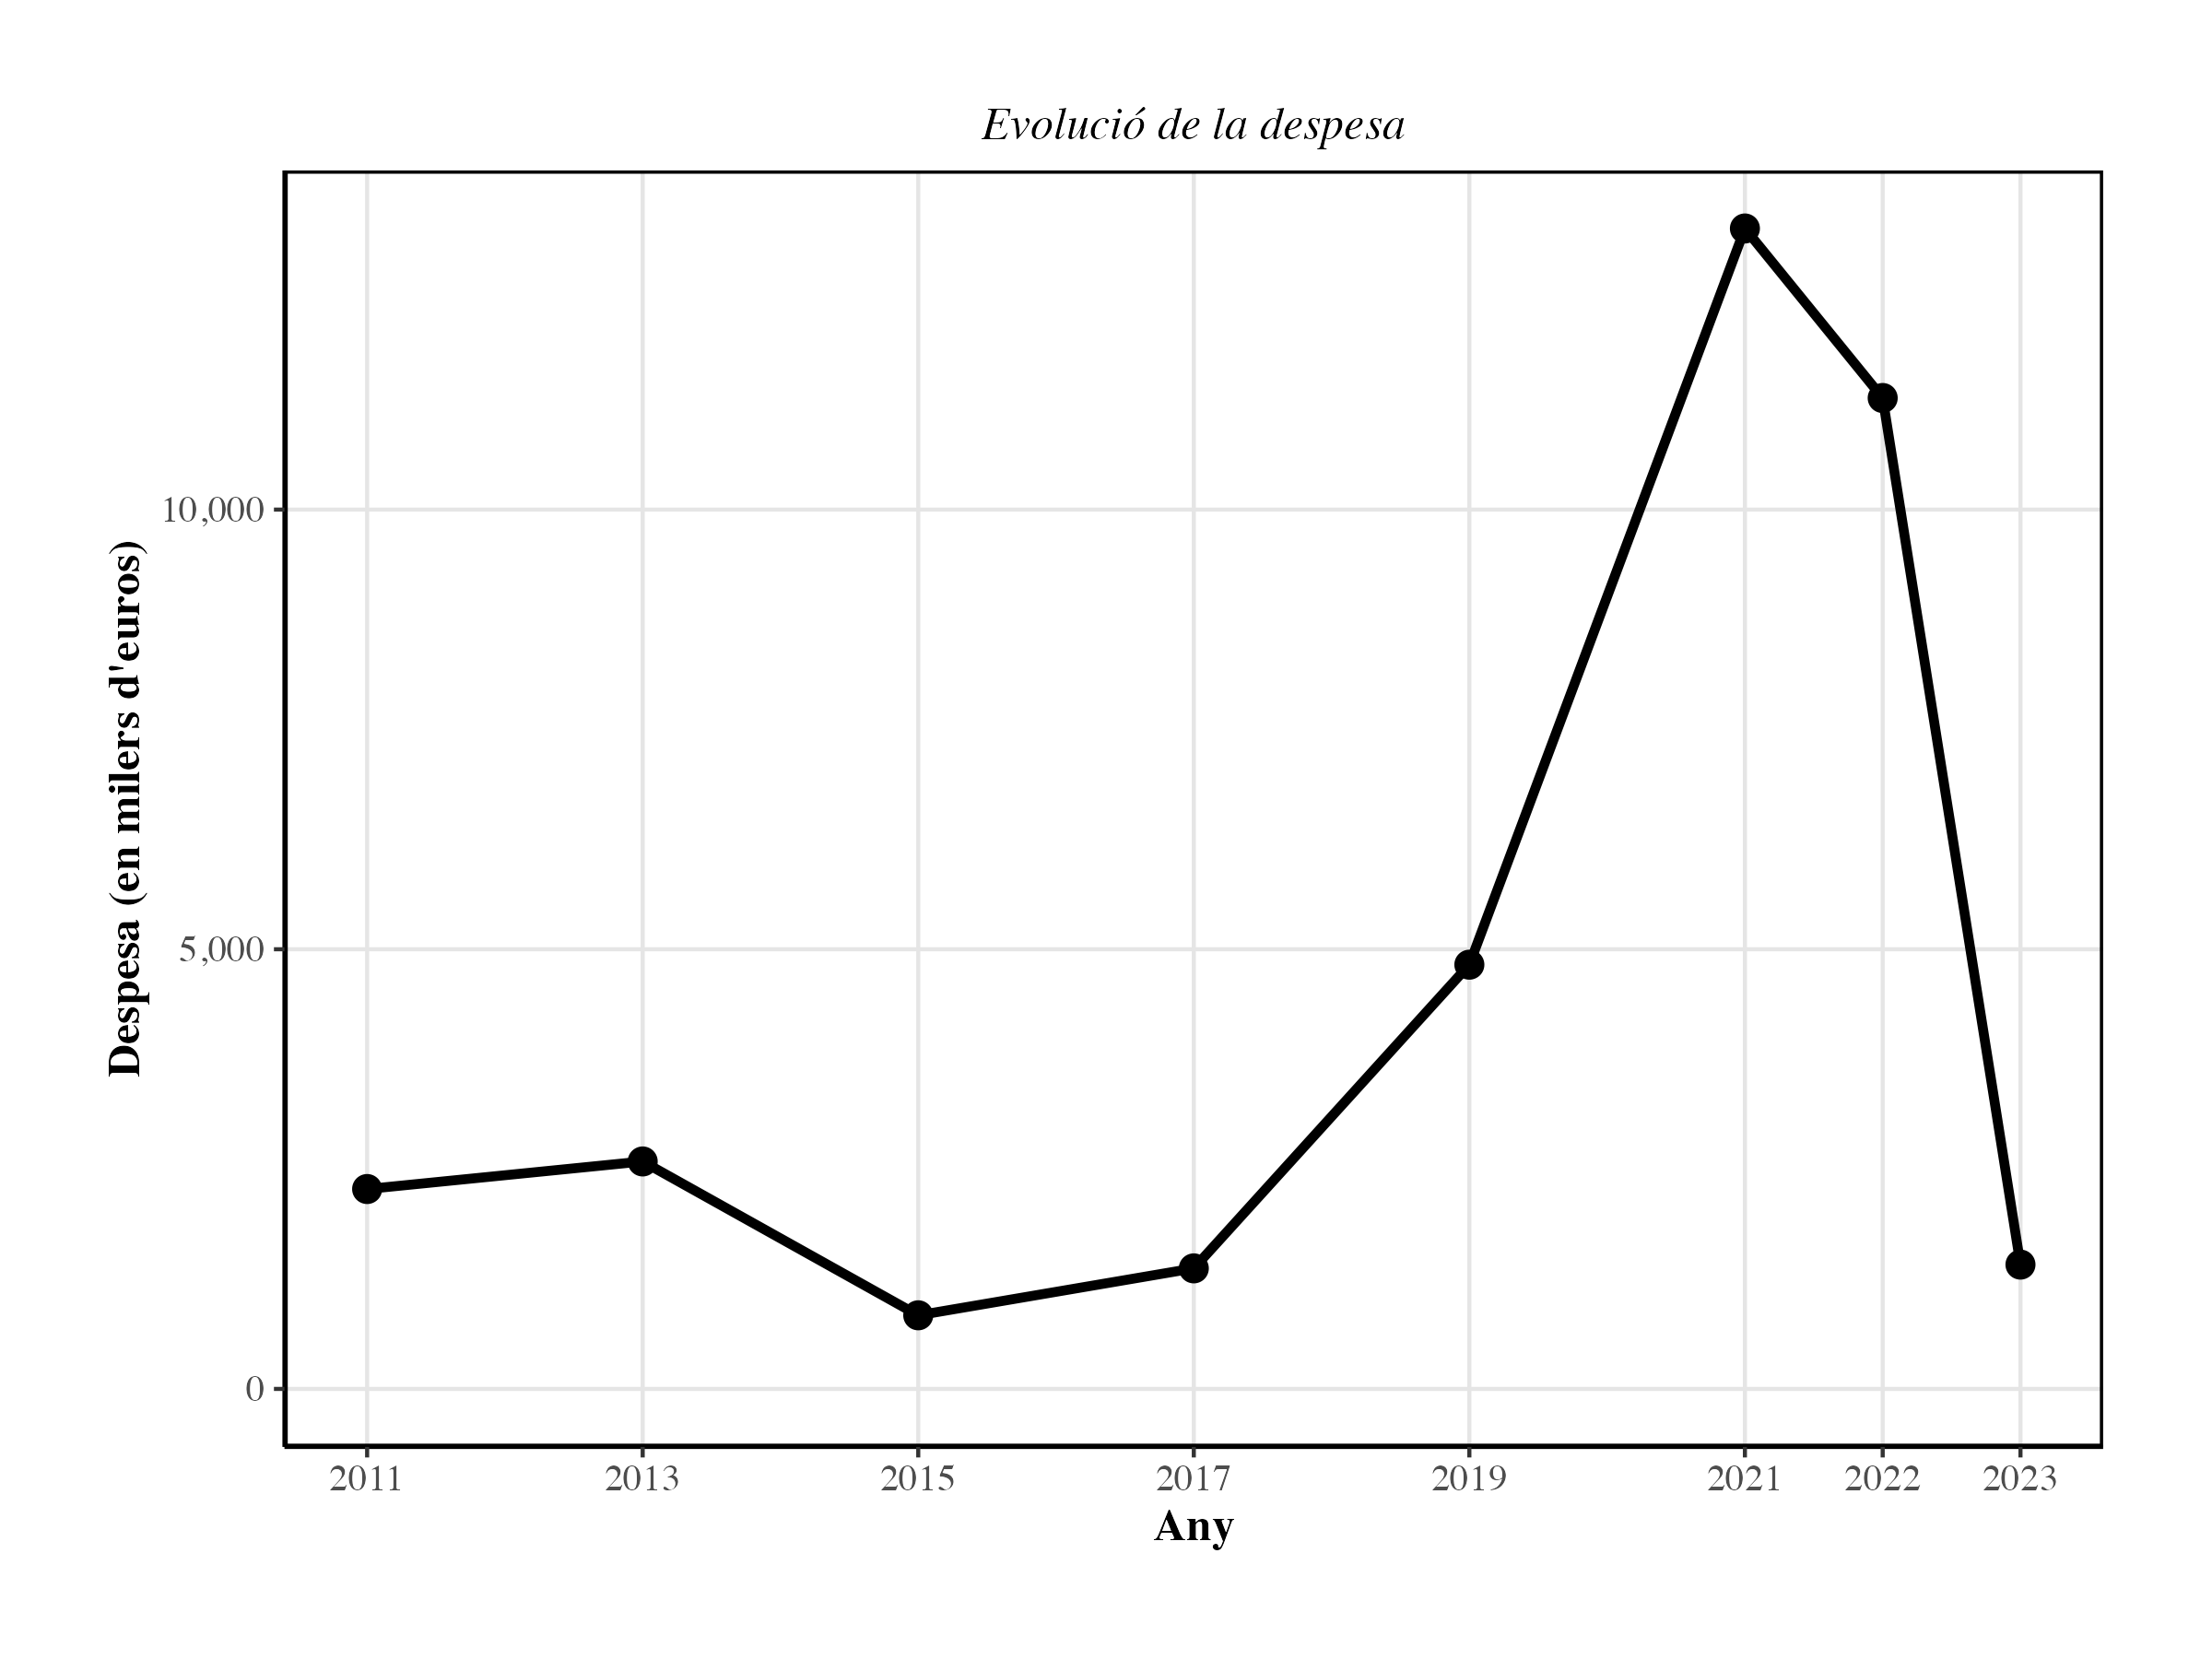 Evolució de la despesa
Despesa (en milers d'euros)
10,000
5,000
0
2011 2013 2015 2017 2019 2021 2022 2023
Any